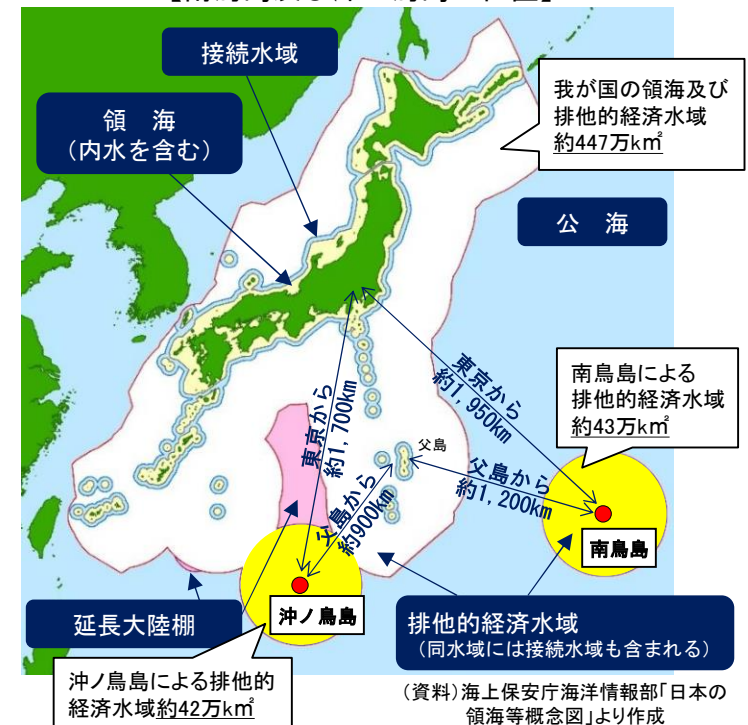 接続水域
領　海
（内水を含む）
我が国の領海及び
排他的経済水域
約447万k㎡
公　海
南鳥島による
排他的経済水域
約43万k㎡
東京から
約1,950km
東京から
約1,700km
父島
父島から
約1,200km
父島から
約900km
南鳥島
沖ノ鳥島
延長大陸棚
排他的経済水域
（同水域には接続水域も含まれる）
沖ノ鳥島による排他的
経済水域約42万k㎡
（資料）海上保安庁海洋情報部「日本の
領海等概念図」より作成